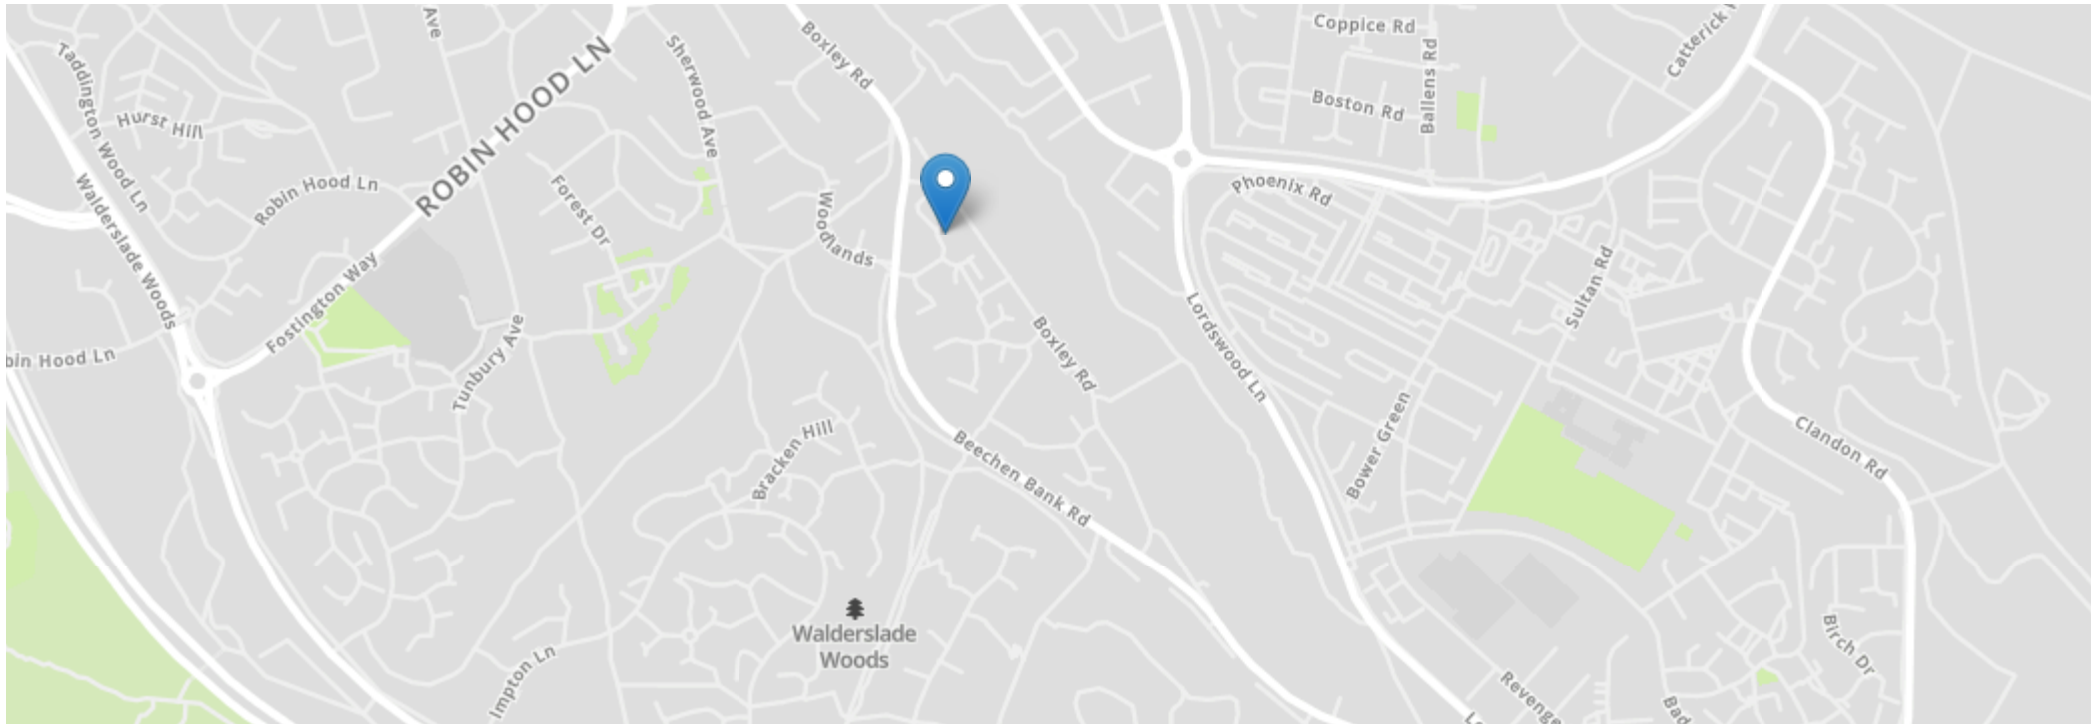 Coppice Rd
Catterick
Ave
Boxley Rd
Sherwood Ave
Ballens Rd
Taddington Wood Ln
ROBIN HOOD LN
Boston Rd
Hurst Hill
Robin Hood Ln
Phoenix Rd
Forest Dr
Woodlands
Walderslade Woods
Fostington Way
Sultan Rd
Lordswood Ln
Boxley Rd
bin Hood Ln
Tunbury Ave
Bower Green
Clandon Rd
Bracken Hill
Beechen Bank Rd
Walderslade
Woods
Birch Dr
Impton Ln
Revenge
Bad